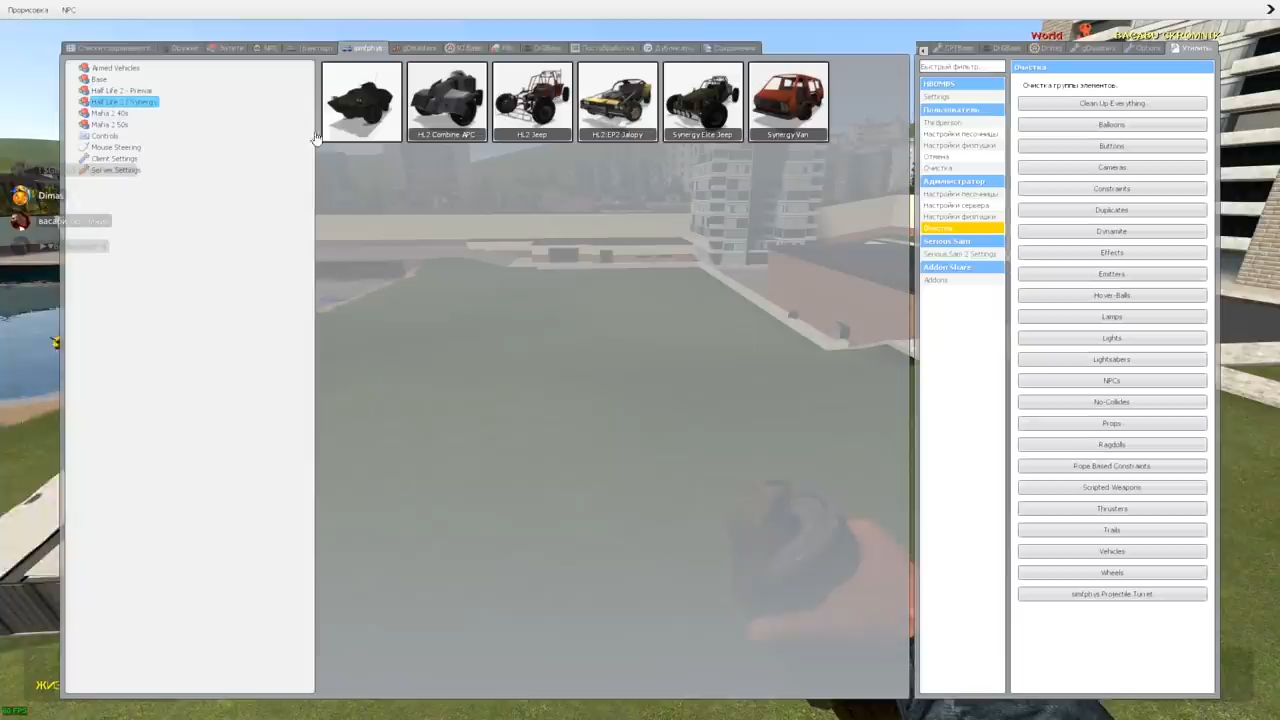 Прорисовка NPC
World
simfphys
Armed Vehicles
Base
Half Life 2 - Prewar
Half Life 2 / Synergy
Mafia 2 40s
Mafia 2 50s
Controls
Mouse Steering
Client Settings
Server Settings
HL2 Combine APC
HL2 Jeep
HL2:EP2 Jalopy
Synergy Elite Jeep
Synergy Van
Dimas
Options
Быстрый фильтр...
HBOMBS
Settings
Пользователь
Thirdperson
Настройки песочницы
Настройки физпушки
Отмена
Очистка
Администратор
Настройки песочницы
Настройки сервера
Настройки физпушки
Очистка
Serious Sam
Serious Sam 2 Settings
Addon Share
Addons
Очистка
Очистка группы элементов.
Clean Up Everything
Balloons
Buttons
Cameras
Constraints
Duplicates
Dynamite
Effects
Emitters
Hover-Balls
Lamps
Lights
Lightsabers
NPCs
No-Collides
Props
Ragdolls
Rope Based Constraints
Scripted Weapons
Thrusters
Trails
Vehicles
Wheels
simfphys Projectile Turret
60 FPS